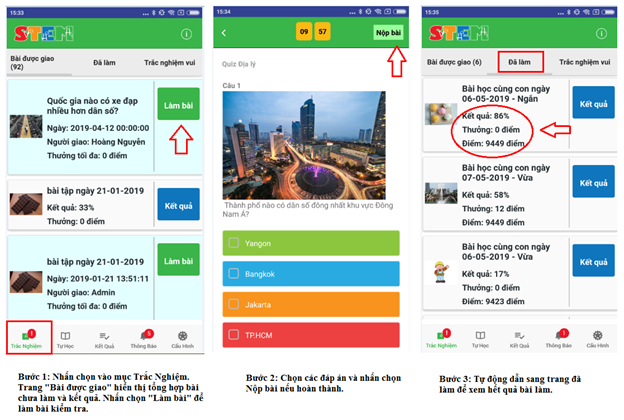 15:33
STEM
Bài được giao
(92)
Đã làm
Trắc nghiệm vui
Quốc gia nào có xe đạp
nhiều hơn dân số?
Ngày: 2019-04-12 00:00:00
Người giao: Hoàng Nguyễn
Thưởng tối đa: 0 điểm
Làm bài
bài tập ngày 21-01-2019
Kết quả: 33%
Thưởng: 0 điểm
Kết quả
bài tập ngày 21-01-2019
Ngày: 2019-01-21 13:51:11
Người giao: Admin
Thưởng tối đa: 0 điểm
Làm bài
1
5
Trắc Nghiệm
Tự Học
Kết Quả
Thông Báo
Cấu Hình
Bước 1: Nhấn chọn vào mục Trắc Nghiệm.
Trang "Bài được giao" hiển thị tổng hợp bài
chưa làm và kết quả. Nhấn chọn "Làm bài" để
làm bài kiểm tra.
15:34
09 57
Nộp bài
Quiz Địa lý
Câu 1
Thành phố nào có dân số đông nhất khu vực Đông
Nam Á?
Yangon
Bangkok
Jakarta
TP.HCM
Bước 2: Chọn các đáp án và nhấn chọn
Nộp bài nếu hoàn thành.
15:35
STEM
Bài được giao (6)
Đã làm
Trắc nghiệm vui
Bài học cùng con ngày
06-05-2019 - Ngắn
Kết quả: 86%
Thưởng: 0 điểm
Điểm: 9449 điểm
Kết quả
Bài học cùng con ngày
07-05-2019 - Vừa
Kết quả: 58%
Thưởng: 12 điểm
Điểm: 9449 điểm
Kết quả
Bài học cùng con ngày
06-05-2019 - Vừa
Kết quả: 17%
Thưởng: 0 điểm
Điểm: 9423 điểm
Kết quả
1
5
Trắc Nghiệm
Tự Học
Kết Quả
Thông Báo
Cấu Hình
Bước 3: Tự động dẫn sang trang đã
làm để xem hết quả bài làm.